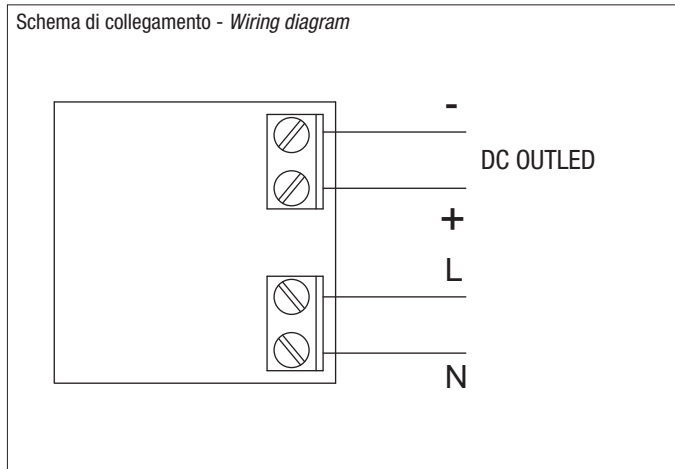 Schema di collegamento - Wiring diagram
-
DC OUTLED
+
L
N